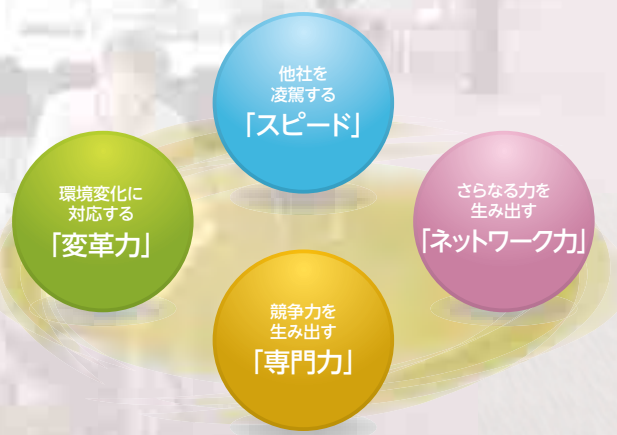 他社を
凌駕する
「スピード」
環境変化に
対応する
「変革力」
さらなる力を
生み出す
「ネットワーク力」
競争力を
生み出す
「専門力」